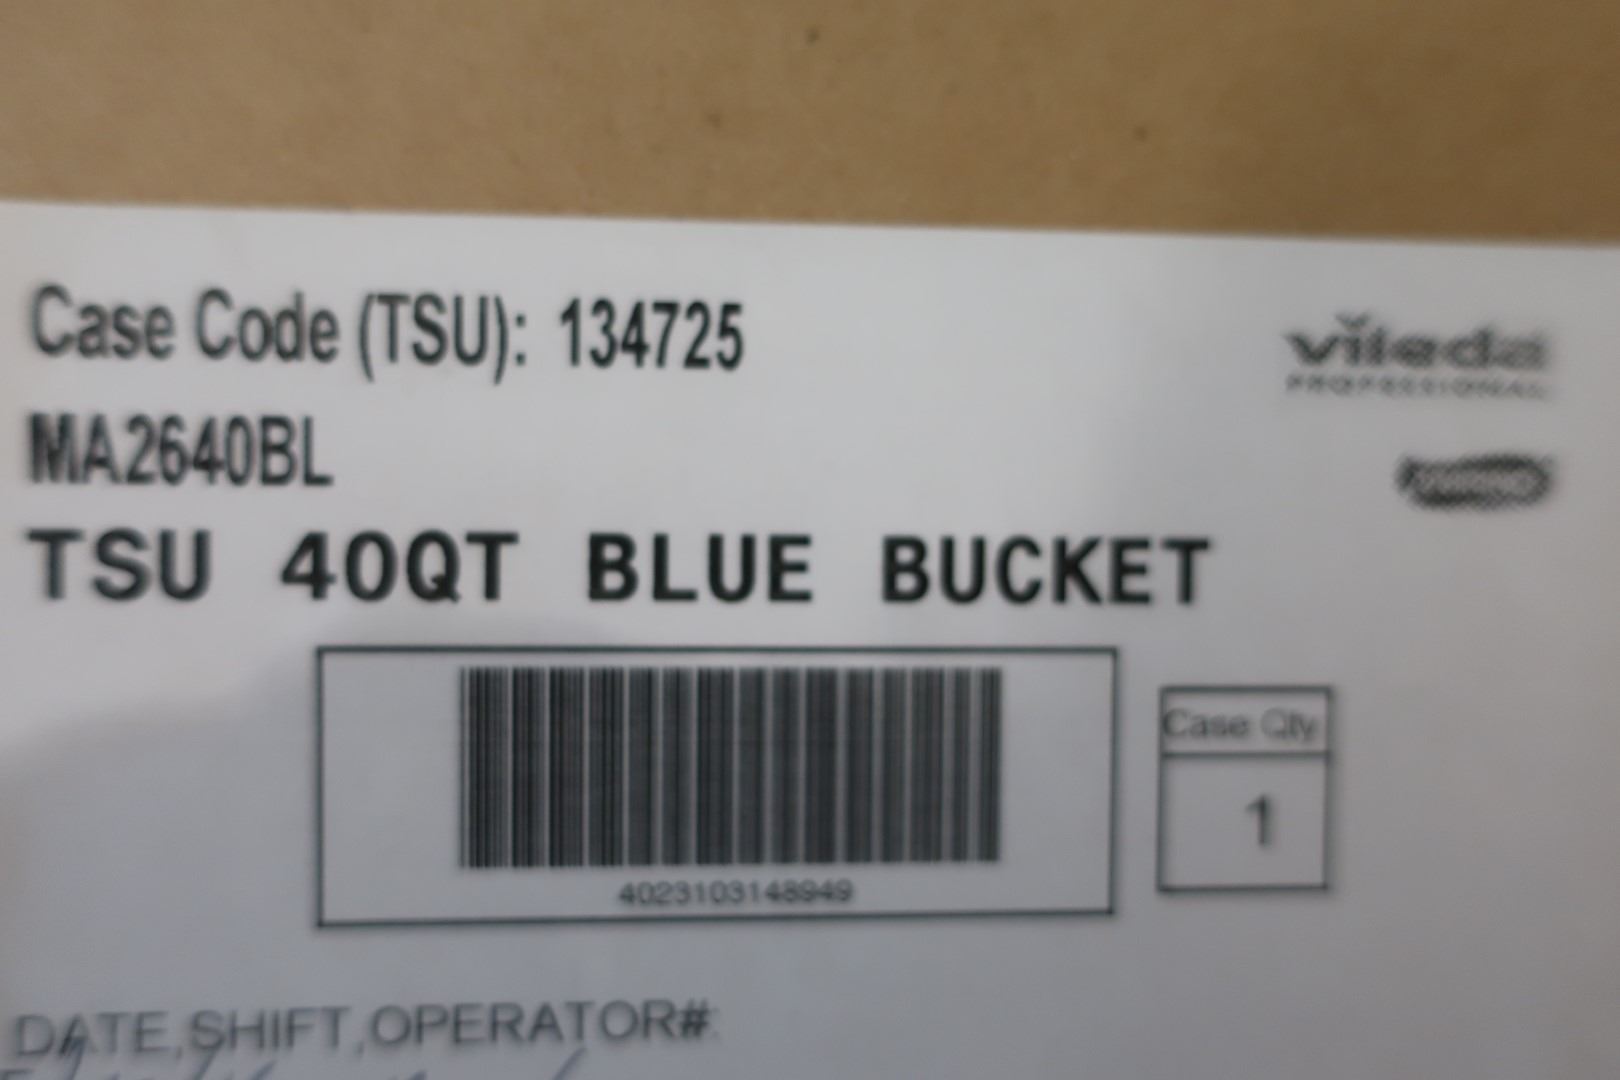 Case Code (TSU): 134725
vileda
PROFESSIONAL
MA2640BL
TSU 40QT BLUE BUCKET
4023103148949
Case Qty
1
DATE,SHIFT,OPERATOR#: